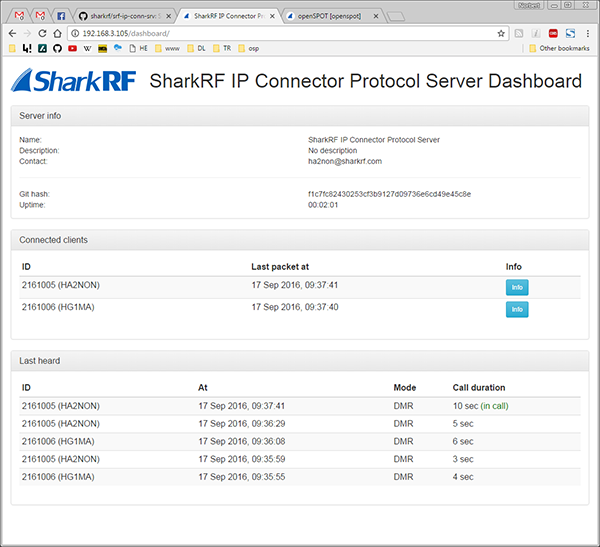 Norbert
sharkrf/srf-ip-conn-srv: S
SharkRF IP Connector Pro
openSPOT [openspot]
192.168.3.105/dashboard/
HE www DL TR osp Other bookmarks
SharkRF SharkRF IP Connector Protocol Server Dashboard
Server info
Name: SharkRF IP Connector Protocol Server
Description: No description
Contact: ha2non@sharkrf.com
Git hash: f1c7fc82430253cf3b9127d09736e6cd49e45c8e
Uptime: 00:02:01
Connected clients
ID Last packet at Info
2161005 (HA2NON) 17 Sep 2016, 09:37:41 Info
2161006 (HG1MA) 17 Sep 2016, 09:37:40 Info
Last heard
ID At Mode Call duration
2161005 (HA2NON) 17 Sep 2016, 09:37:41 DMR 10 sec (in call)
2161005 (HA2NON) 17 Sep 2016, 09:36:29 DMR 5 sec
2161006 (HG1MA) 17 Sep 2016, 09:36:08 DMR 6 sec
2161005 (HA2NON) 17 Sep 2016, 09:35:59 DMR 3 sec
2161006 (HG1MA) 17 Sep 2016, 09:35:55 DMR 4 sec